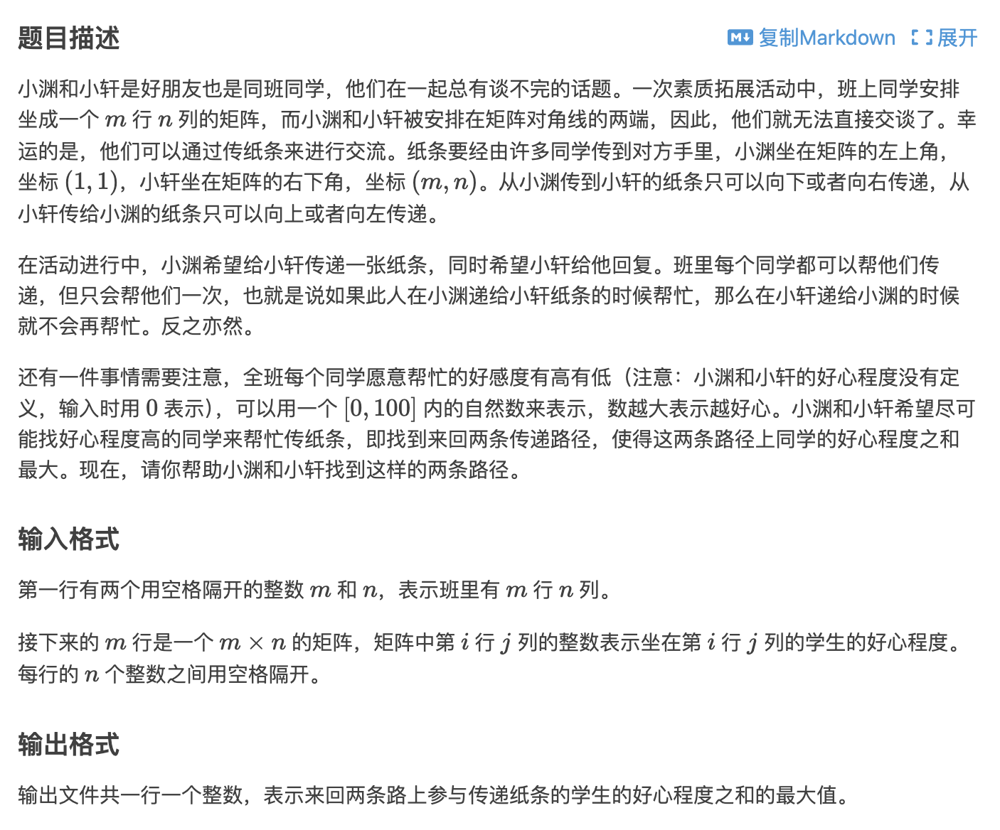 题目描述
复制Markdown 展开
小渊和小轩是好朋友也是同班同学，他们在一起总有谈不完的话题。一次素质拓展活动中，班上同学安排
坐成一个 m 行 n 列的矩阵，而小渊和小轩被安排在矩阵对角线的两端，因此，他们就无法直接交谈了。幸
运的是，他们可以通过传纸条来进行交流。纸条要经由许多同学传到对方手里，小渊坐在矩阵的左上角，
坐标 (1, 1)，小轩坐在矩阵的右下角，坐标 (m, n)。从小渊传到小轩的纸条只可以向下或者向右传递，从
小轩传给小渊的纸条只可以向上或者向左传递。
在活动进行中，小渊希望给小轩传递一张纸条，同时希望小轩给他回复。班里每个同学都可以帮他们传
递，但只会帮他们一次，也就是说如果此人在小渊递给小轩纸条的时候帮忙，那么在小轩递给小渊的时候
就不会再帮忙。反之亦然。
还有一件事情需要注意，全班每个同学愿意帮忙的好感度有高有低（注意：小渊和小轩的好心程度没有定
义，输入时用 0 表示），可以用一个 [0, 100] 内的自然数来表示，数越大表示越好心。小渊和小轩希望尽可
能找好心程度高的同学来帮忙传纸条，即找到来回两条传递路径，使得这两条路径上同学的好心程度之和
最大。现在，请你帮助小渊和小轩找到这样的两条路径。
输入格式
第一行有两个用空格隔开的整数 m 和 n，表示班里有 m 行 n 列。
接下来的 m 行是一个 m × n 的矩阵，矩阵中第 i 行 j 列的整数表示坐在第 i 行 j 列的学生的好心程度。
每行的 n 个整数之间用空格隔开。
输出格式
输出文件共一行一个整数，表示来回两条路上参与传递纸条的学生的好心程度之和的最大值。